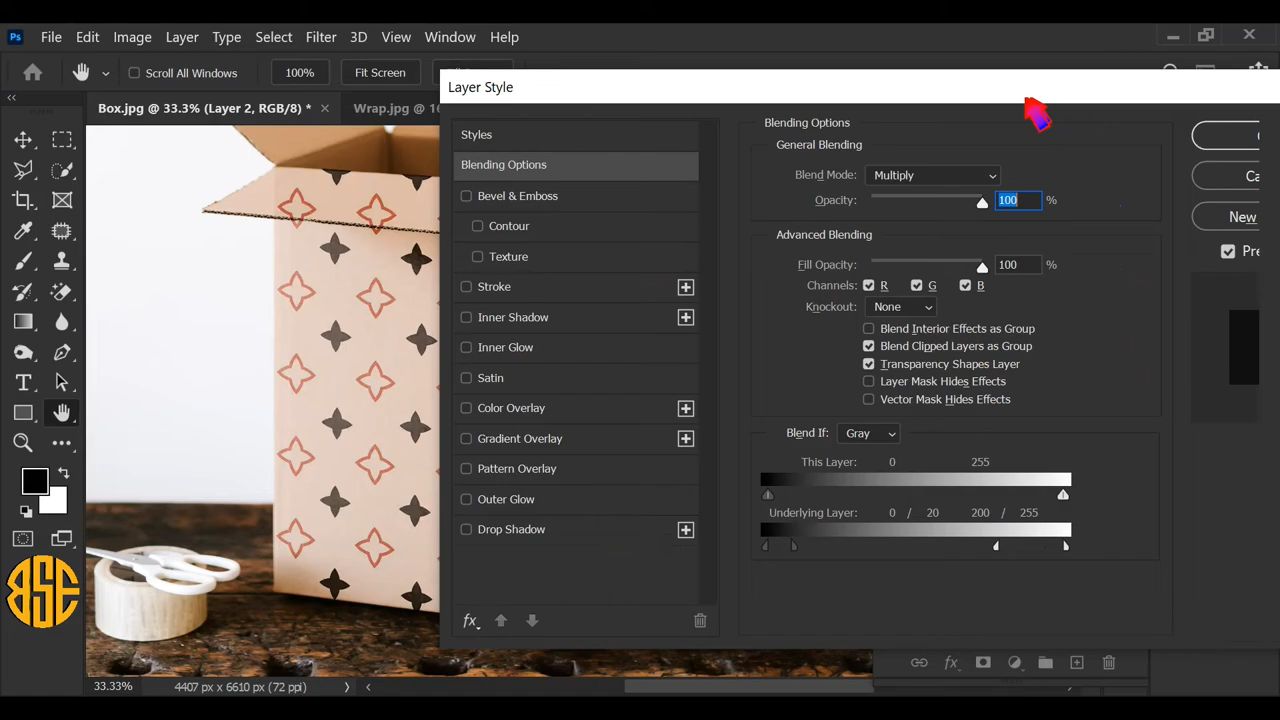 Ps File Edit Image Layer Type Select Filter 3D View Window Help
Scroll All Windows 100% Fit Screen
Box.jpg @ 33.3% (Layer 2, RGB/8) * × Wrap.jpg @ 16
Layer Style
Styles
Blending Options
Bevel & Emboss
Contour
Texture
Stroke
Inner Shadow
Inner Glow
Satin
Color Overlay
Gradient Overlay
Pattern Overlay
Outer Glow
Drop Shadow
fx
Blending Options
General Blending
Blend Mode: Multiply
Opacity: 100 %
Advanced Blending
Fill Opacity: 100 %
Channels: R G B
Knockout: None
Blend Interior Effects as Group
Blend Clipped Layers as Group
Transparency Shapes Layer
Layer Mask Hides Effects
Vector Mask Hides Effects
Blend If: Gray
This Layer: 0 255
Underlying Layer: 0 / 20 200 / 255
Ca
New
Pre
fx
BSE
33.33% 4407 px x 6610 px (72 ppi)